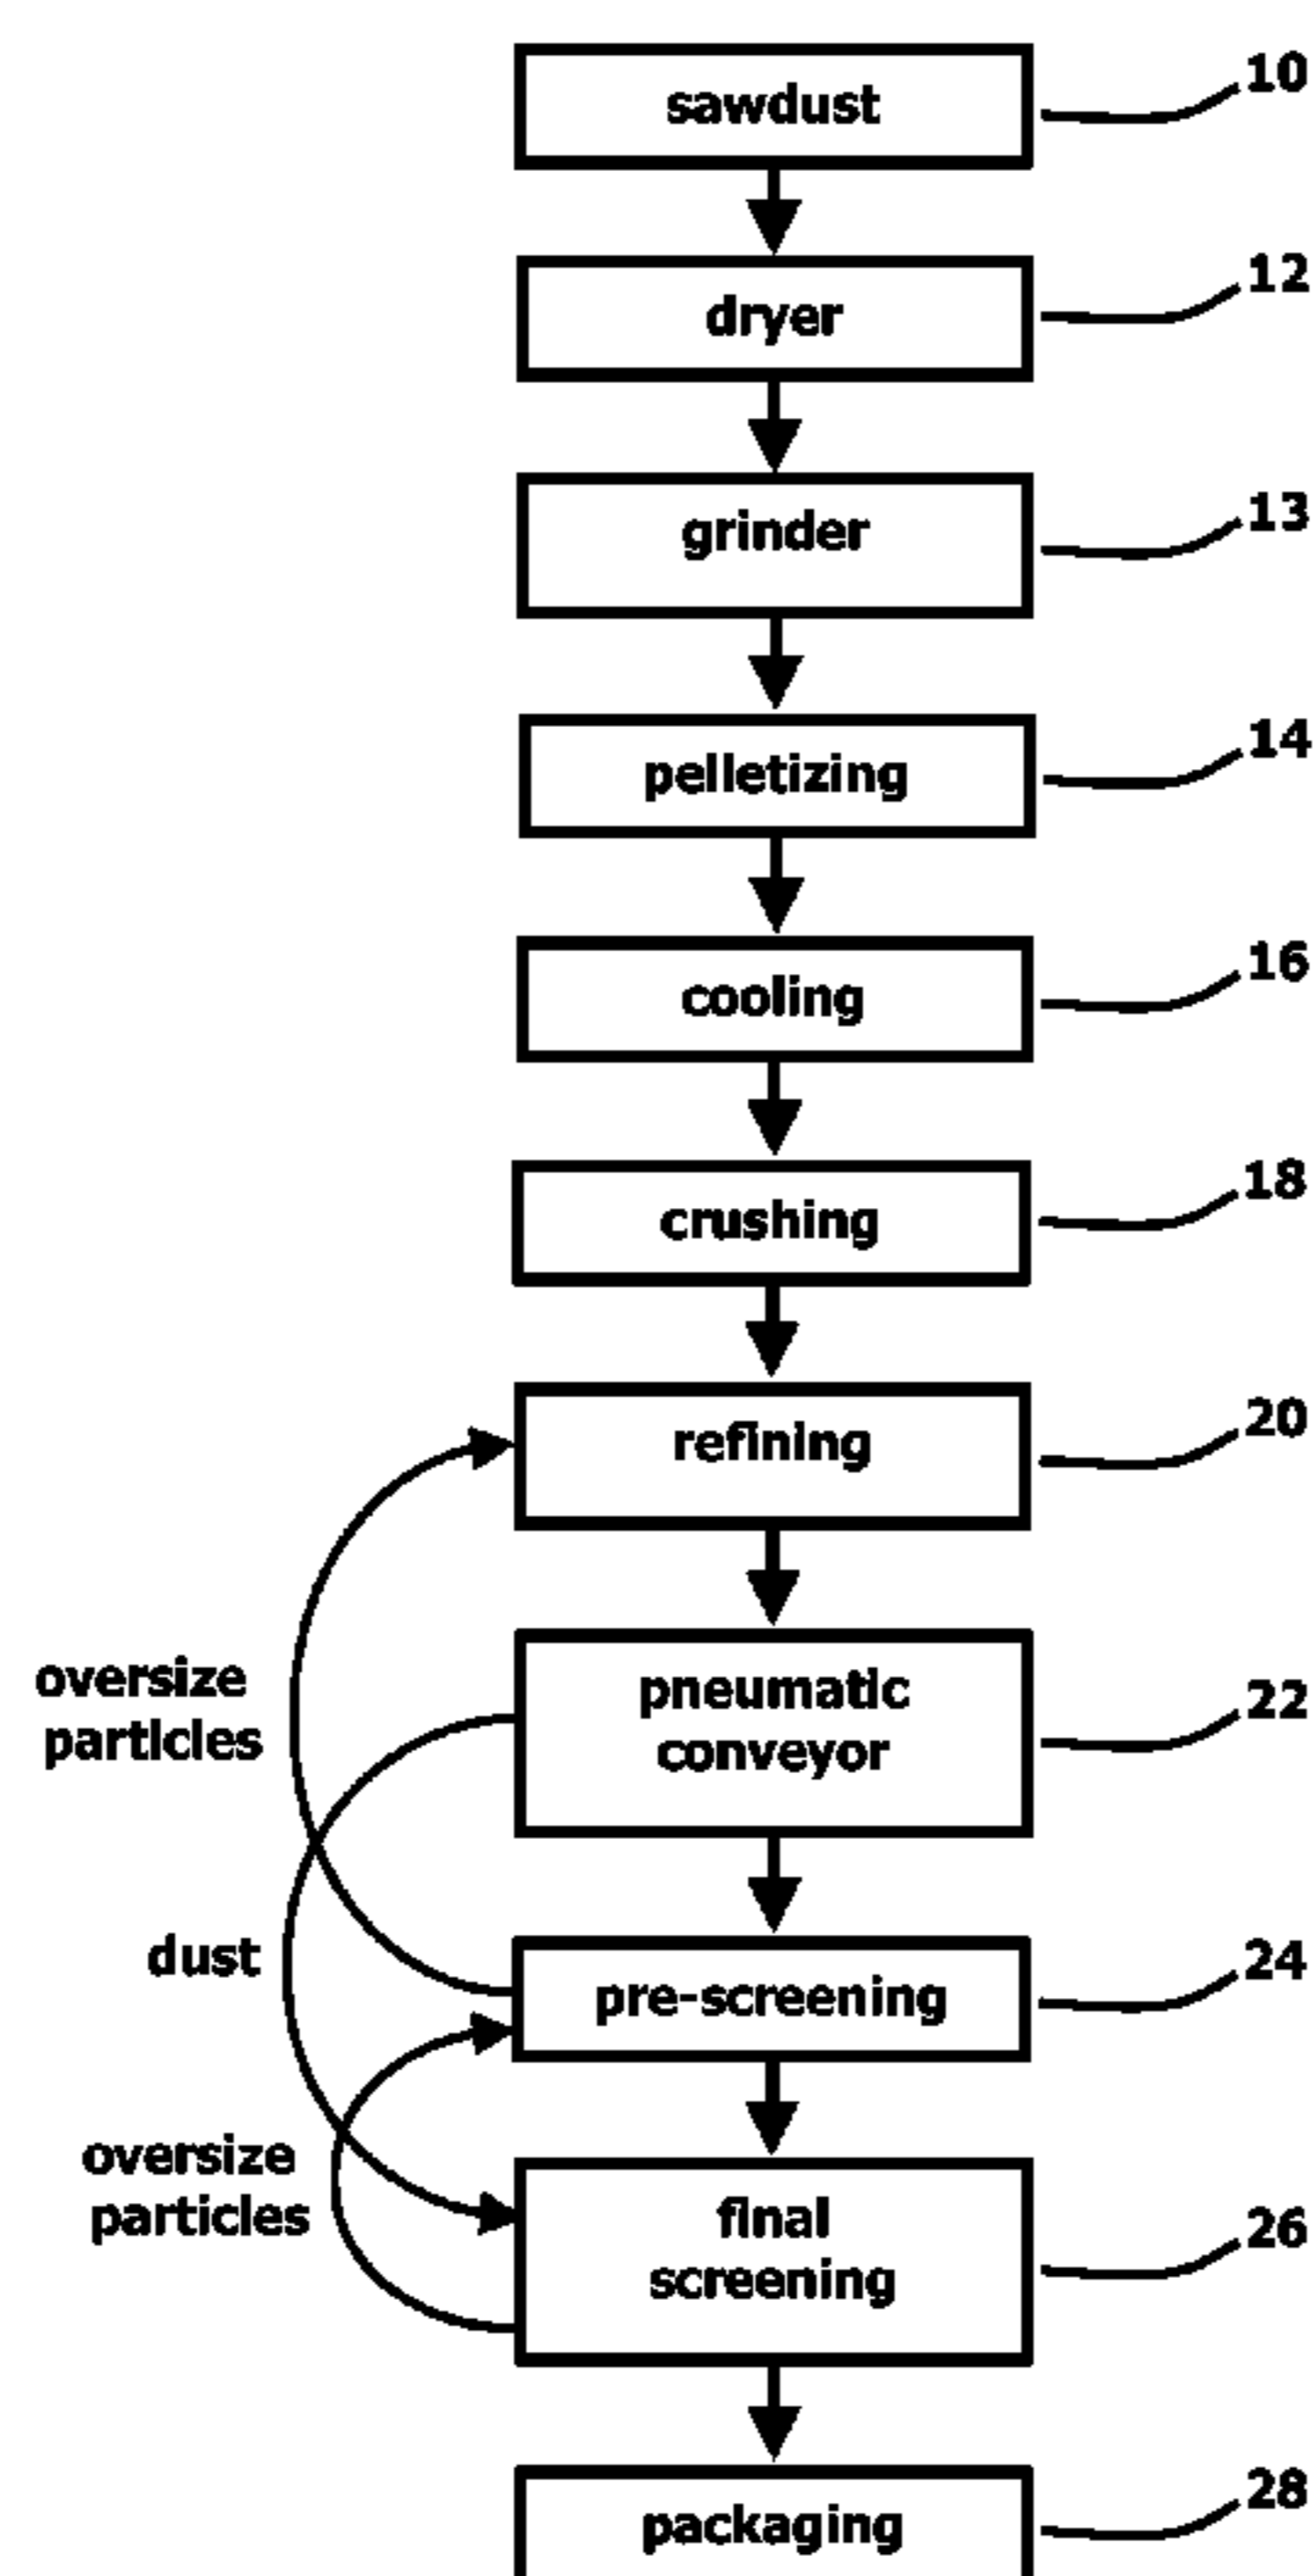 sawdust
10
dryer
12
grinder
13
pelletizing
14
cooling
16
crushing
18
refining
20
oversize
particles
pneumatic
conveyor
22
dust
pre-screening
24
oversize
particles
final
screening
26
packaging
28